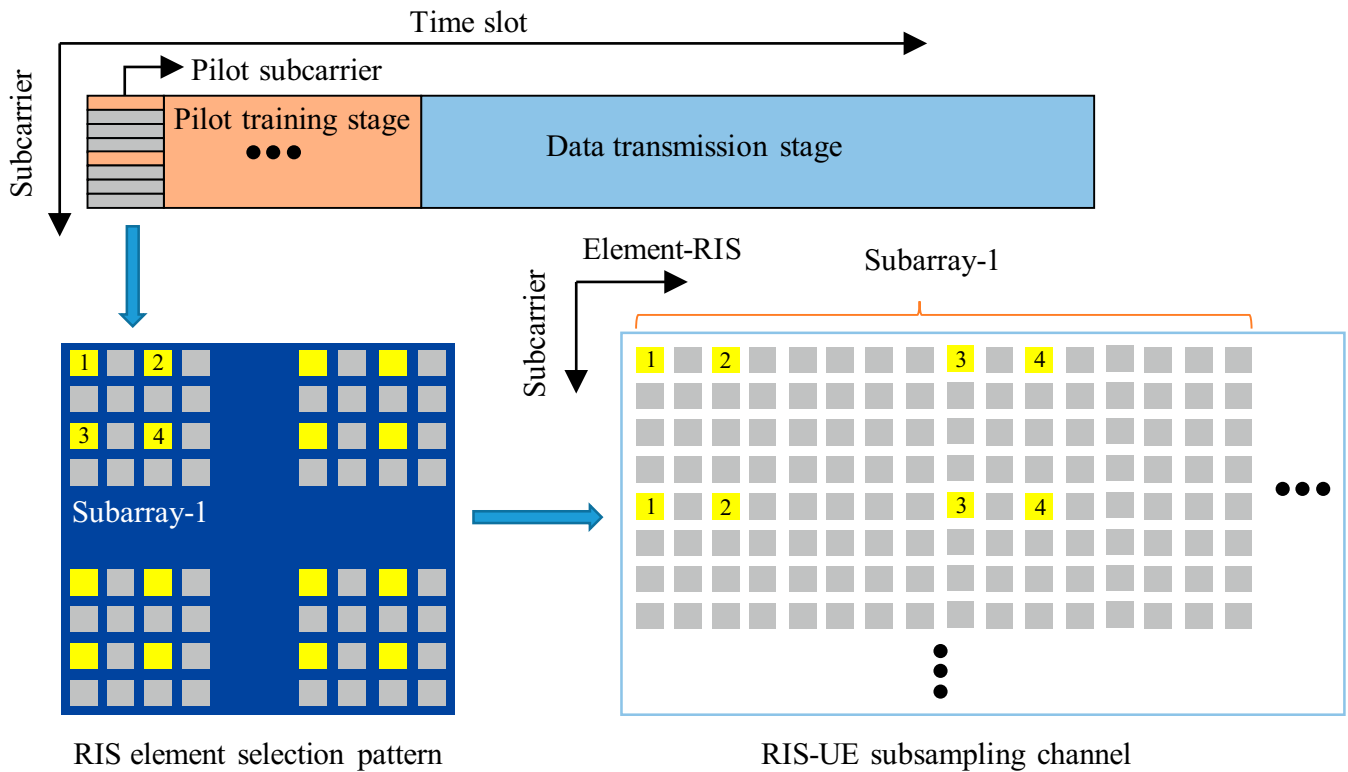 Time slot
Subcarrier
Pilot subcarrier
Pilot training stage
Data transmission stage
Element-RIS
Subarray-1
Subcarrier
1 2
3 4
Subarray-1
1 2 3 4
1 2 3 4
RIS element selection pattern
RIS-UE subsampling channel